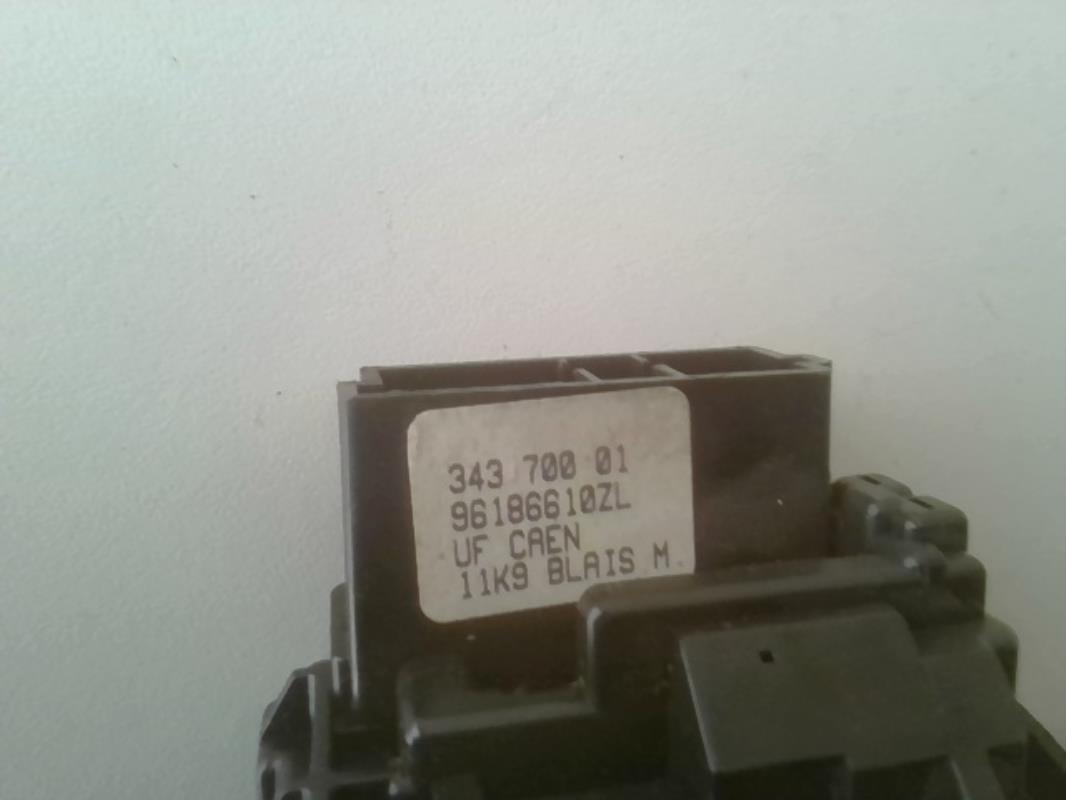 343 700 01
96186610ZL
UF CAEN
11K9 BLAIS M.